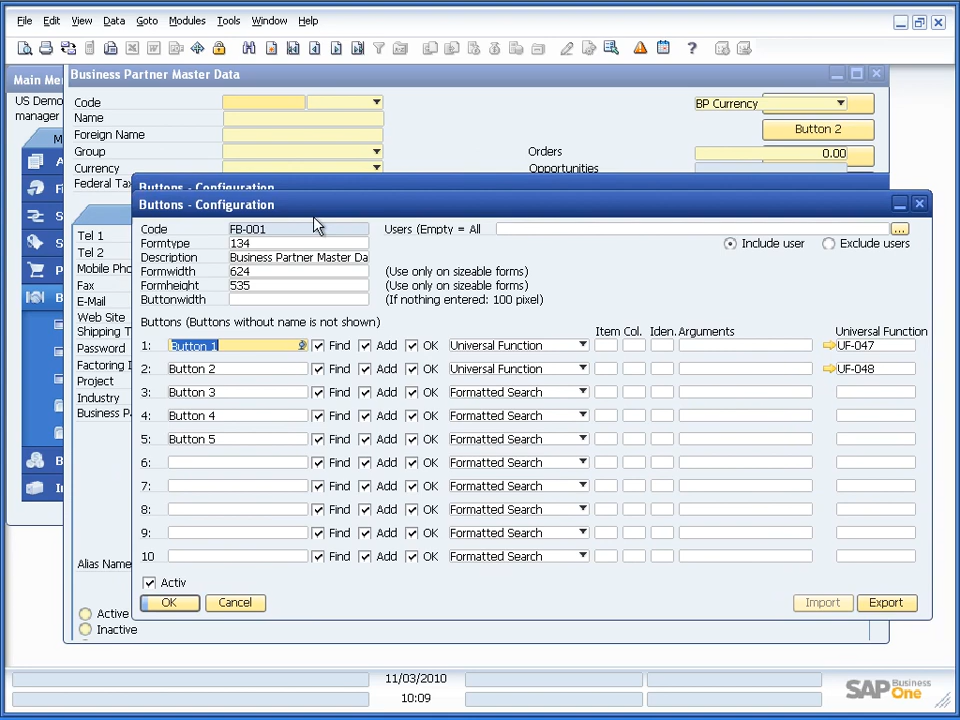 File Edit View Data Goto Modules Tools Window Help
Main Me
Business Partner Master Data
US Demo
manager
Code
BP Currency
Name
Button 2
Foreign Name
Group
Orders
0.00
Currency
Opportunities
Federal Ta
Buttons - Configuration
Buttons - Configuration
Code FB-001 Users (Empty = All
Formtype 134 Include user Exclude users
Description Business Partner Master Da
Formwidth 624 (Use only on sizeable forms)
Formheight 535 (Use only on sizeable forms)
Buttonwidth (If nothing entered: 100 pixel)
Buttons (Buttons without name is not shown)
Item Col. Iden. Arguments Universal Function
1: Button 1 Find Add OK Universal Function UF-047
2: Button 2 Find Add OK Universal Function UF-048
3: Button 3 Find Add OK Formatted Search
4: Button 4 Find Add OK Formatted Search
5: Button 5 Find Add OK Formatted Search
6: Find Add OK Formatted Search
7: Find Add OK Formatted Search
8: Find Add OK Formatted Search
9: Find Add OK Formatted Search
10 Find Add OK Formatted Search
Activ
OK Cancel Import Export
Tel 1
Tel 2
Mobile Pho
Fax
E-Mail
Web Site
Shipping T
Password
Factoring I
Project
Industry
Business P
Alias Name
Active
Inactive
11/03/2010
10:09
SAP Business One